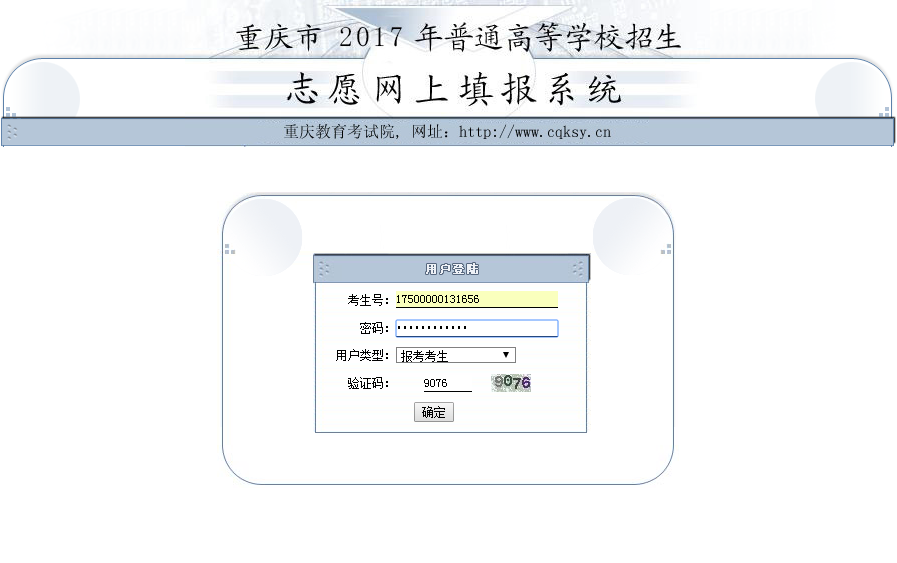 重庆市 2017 年普通高等学校招生
志愿网上填报系统
重庆教育考试院, 网址: http://www.cqksy.cn
用户登陆
考生号: 17500000131656
密码: ••••••••••••
用户类型: 报考考生 ▼
验证码: 9076 9076
确定